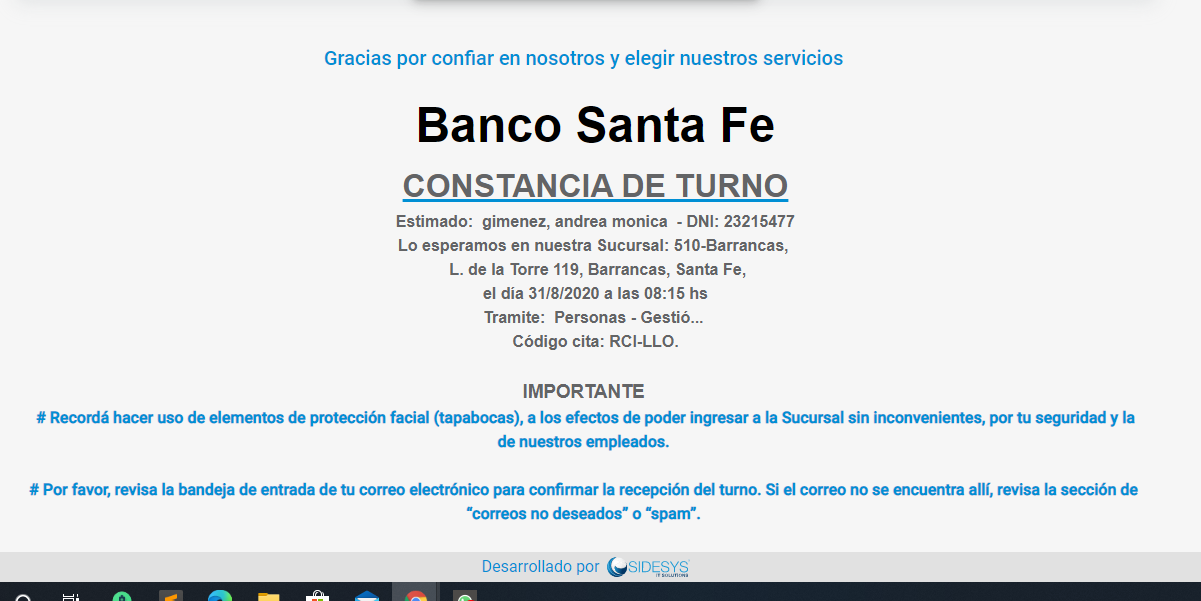 Gracias por confiar en nosotros y elegir nuestros servicios
Banco Santa Fe
CONSTANCIA DE TURNO
Estimado:  gimenez, andrea monica  - DNI: 23215477
Lo esperamos en nuestra Sucursal: 510-Barrancas,
L. de la Torre 119, Barrancas, Santa Fe,
el día 31/8/2020 a las 08:15 hs
Tramite:  Personas - Gestió...
Código cita: RCI-LLO.
IMPORTANTE
# Recordá hacer uso de elementos de protección facial (tapabocas), a los efectos de poder ingresar a la Sucursal sin inconvenientes, por tu seguridad y la
de nuestros empleados.
# Por favor, revisa la bandeja de entrada de tu correo electrónico para confirmar la recepción del turno. Si el correo no se encuentra allí, revisa la sección de
“correos no deseados” o “spam”.
Desarrollado por SIDESYS
IT SOLUTIONS